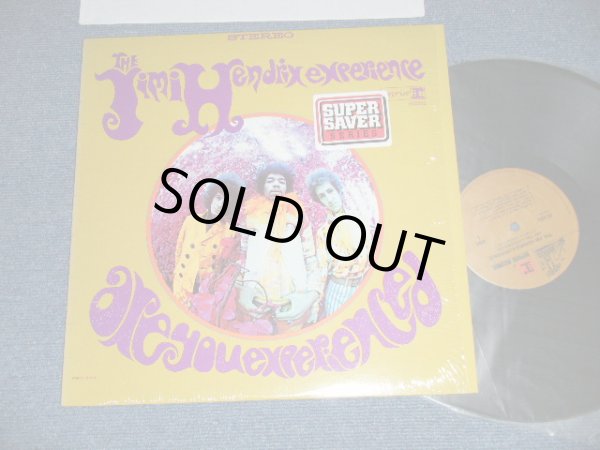 STEREO
THE
Jimi Hendrix experience
SUPER
SAVER
SERIES
SOLD OUT
are you experienced